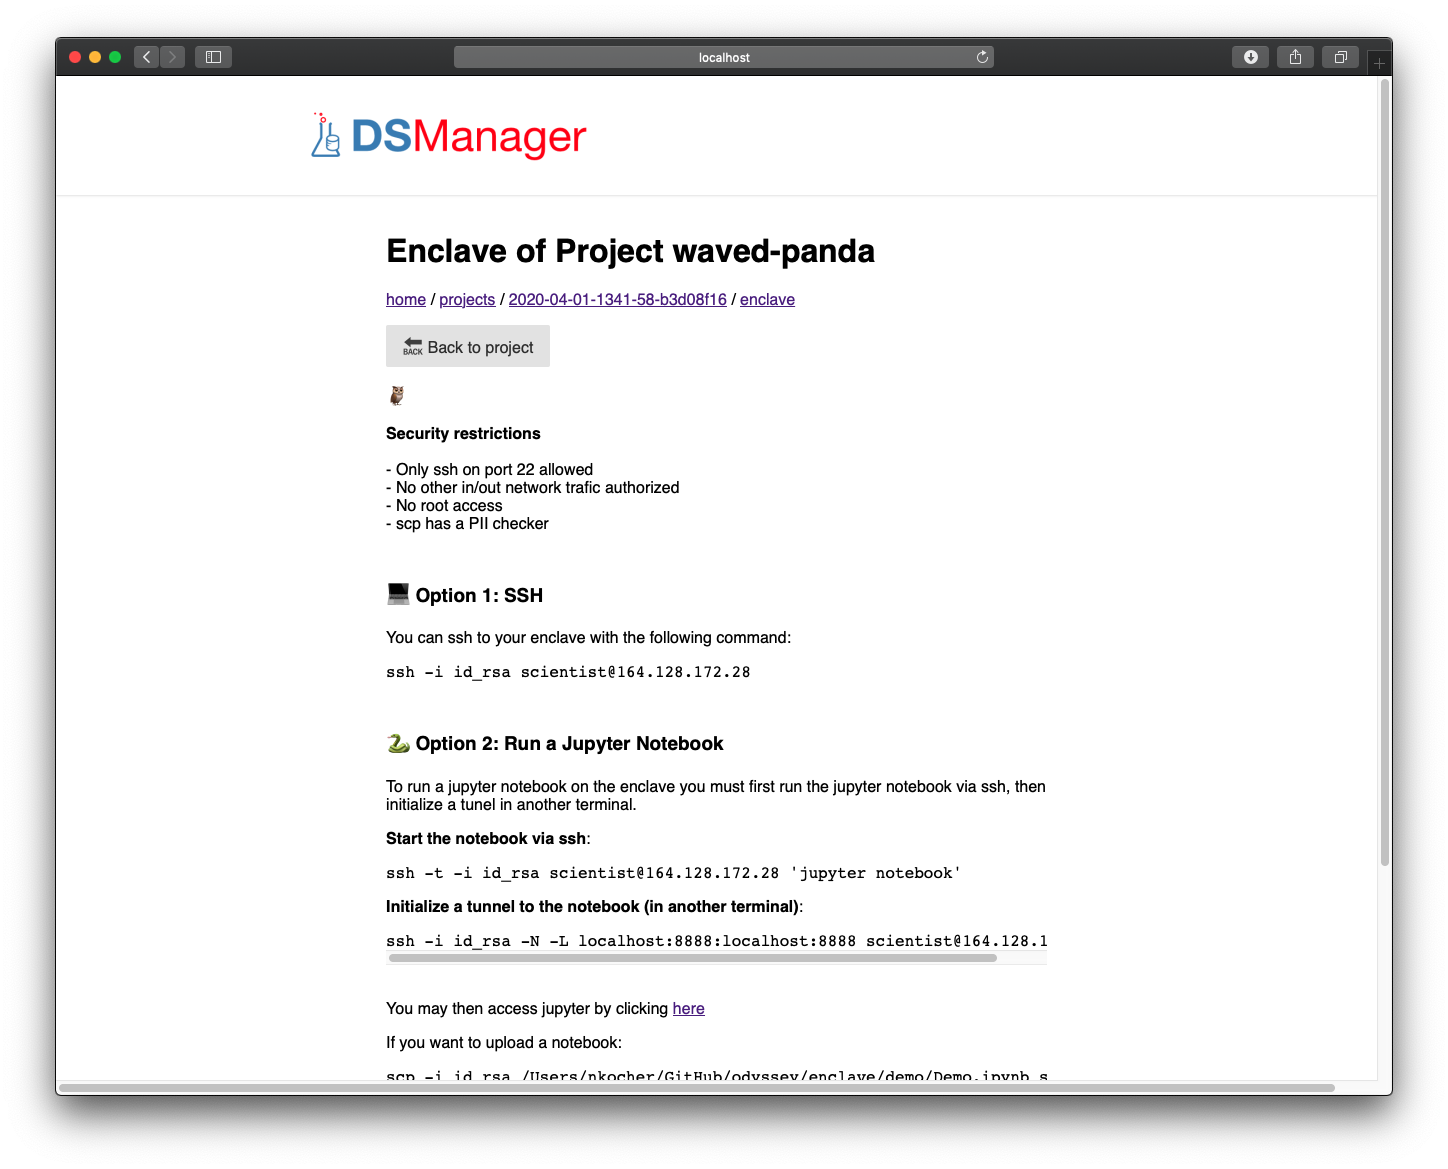 localhost
DSManager
Enclave of Project waved-panda
home / projects / 2020-04-01-1341-58-b3d08f16 / enclave
BACK Back to project
Security restrictions
- Only ssh on port 22 allowed
- No other in/out network trafic authorized
- No root access
- scp has a PII checker
Option 1: SSH
You can ssh to your enclave with the following command:
ssh -i id_rsa scientist@164.128.172.28
Option 2: Run a Jupyter Notebook
To run a jupyter notebook on the enclave you must first run the jupyter notebook via ssh, then
initialize a tunel in another terminal.
Start the notebook via ssh:
ssh -t -i id_rsa scientist@164.128.172.28 'jupyter notebook'
Initialize a tunnel to the notebook (in another terminal):
ssh -i id_rsa -N -L localhost:8888:localhost:8888 scientist@164.128.1
You may then access jupyter by clicking here
If you want to upload a notebook:
scp -i id_rsa /Users/nkocher/GitHub/odyssey/enclave/demo/Demo.ipynb s